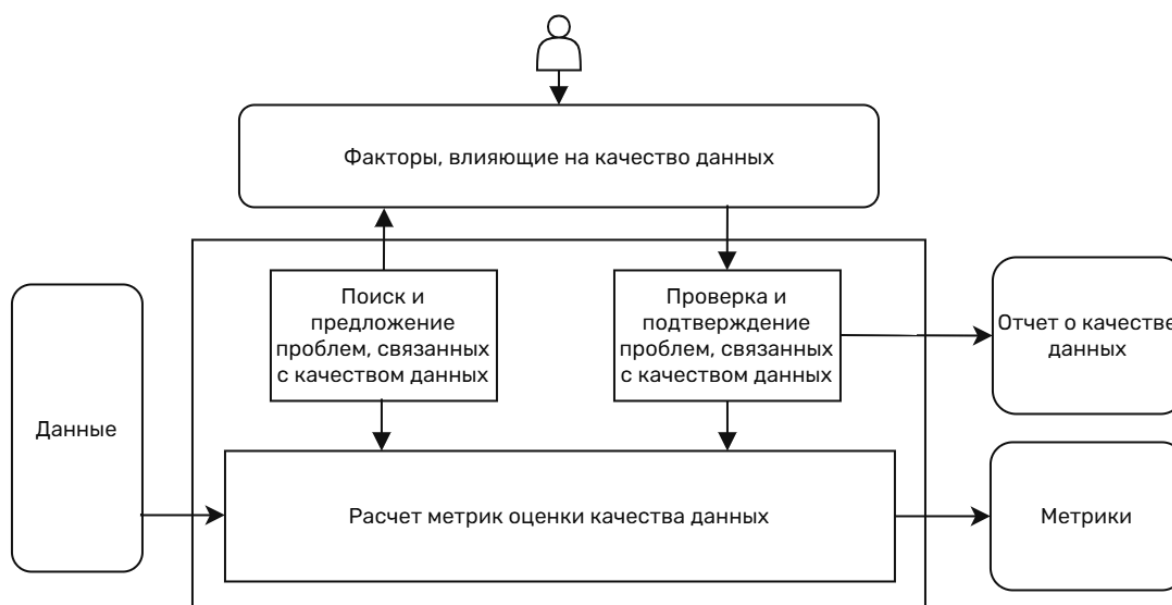 Факторы, влияющие на качество данных
Поиск и
предложение
проблем, связанных
с качеством данных
Проверка и
подтверждение
проблем, связанных
с качеством данных
Отчет о качестве
данных
Данные
Расчет метрик оценки качества данных
Метрики